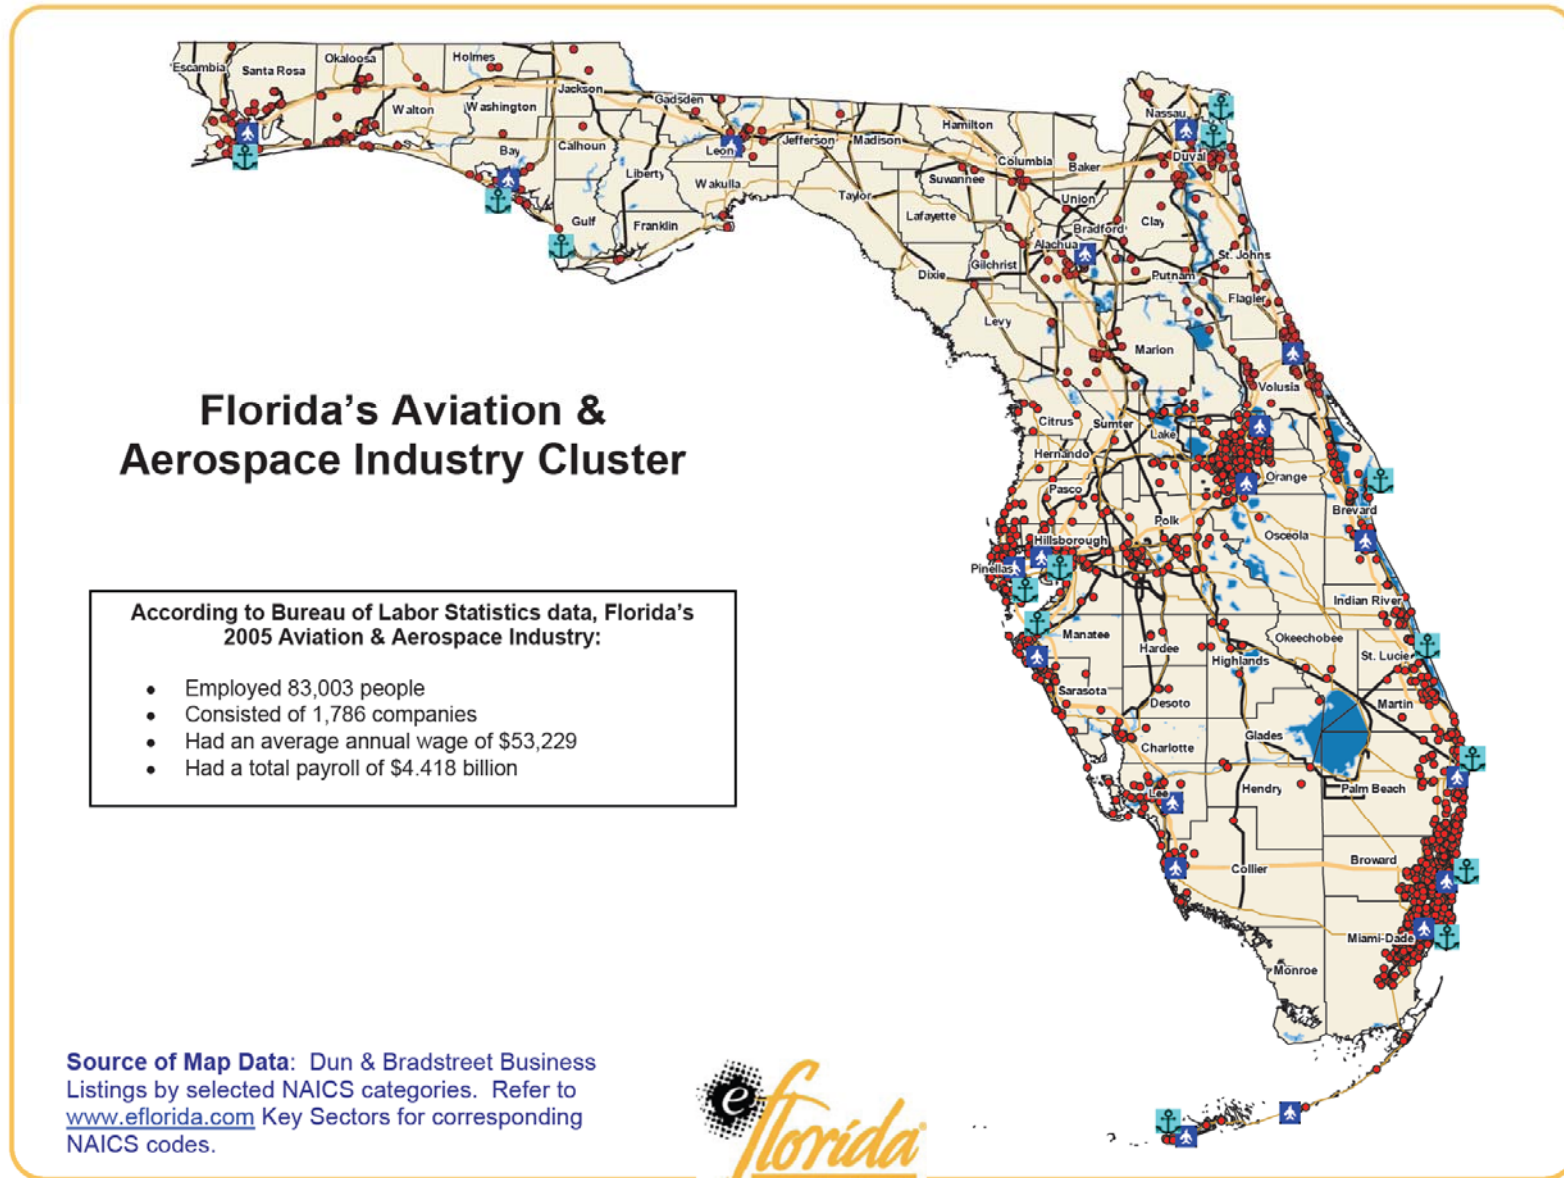 Escambia
Santa Rosa
Okaloosa
Holmes
Walton
Washington
Jackson
Bay
Calhoun
Gulf
Gadsden
Liberty
Franklin
Leon
Wakulla
Jefferson
Madison
Taylor
Hamilton
Suwannee
Lafayette
Dixie
Columbia
Gilchrist
Levy
Baker
Union
Bradford
Alachua
Nassau
Duval
Clay
St. Johns
Putnam
Flagler
Marion
Volusia
Citrus
Sumter
Lake
Hernando
Orange
Pasco
Brevard
Polk
Osceola
Hillsborough
Pinellas
Indian River
Manatee
Hardee
Okeechobee
Highlands
St. Lucie
Sarasota
Desoto
Martin
Charlotte
Glades
Lee
Hendry
Palm Beach
Collier
Broward
Miami-Dade
Monroe
Florida's Aviation &
Aerospace Industry Cluster
According to Bureau of Labor Statistics data, Florida's
2005 Aviation & Aerospace Industry:
• Employed 83,003 people
• Consisted of 1,786 companies
• Had an average annual wage of $53,229
• Had a total payroll of $4.418 billion
Source of Map Data: Dun & Bradstreet Business
Listings by selected NAICS categories. Refer to
www.eflorida.com Key Sectors for corresponding
NAICS codes.
eflorida